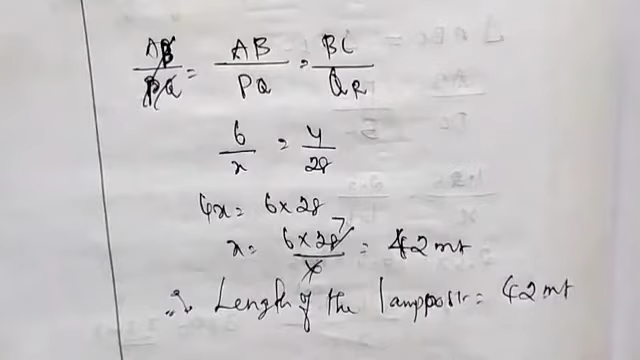 AB/PQ = AB/PQ = BC/QR
6/x = 4/28
4x = 6×28
x = 6×28/4 7 = 42 mt
∴ Length of the lamppost = 42 mt